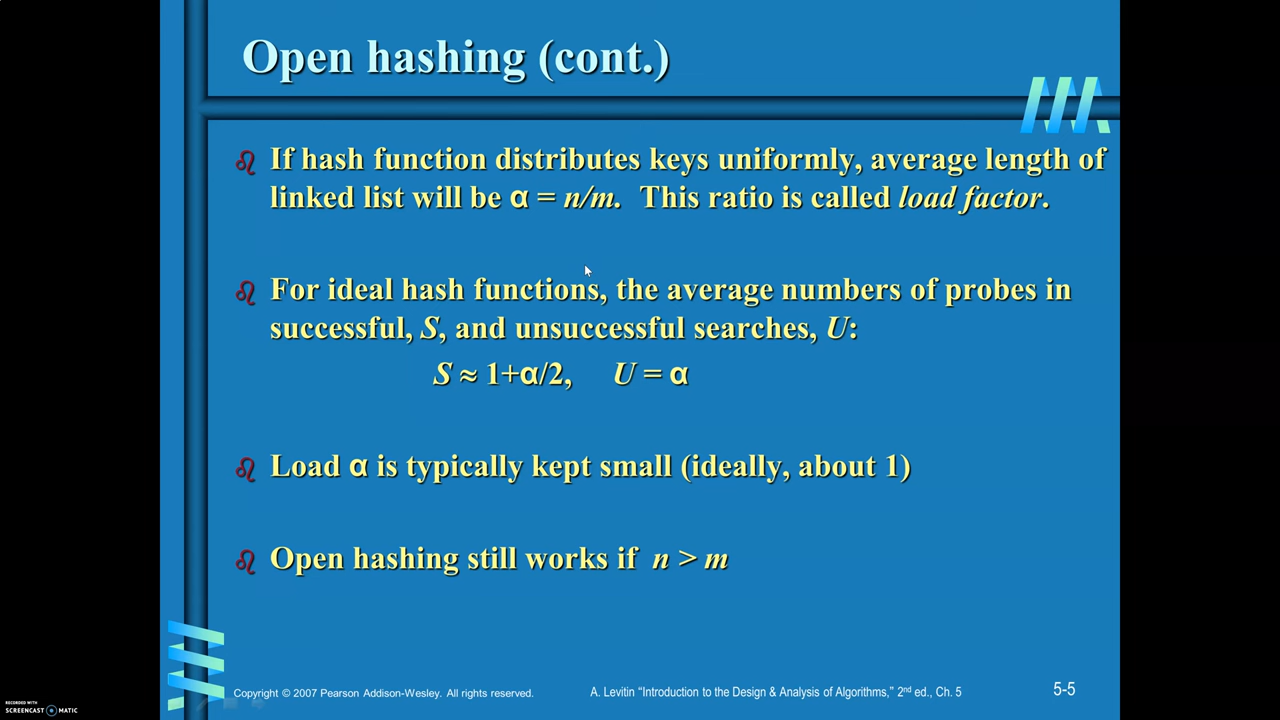 Open hashing (cont.)
If hash function distributes keys uniformly, average length of
linked list will be α = n/m. This ratio is called load factor.
For ideal hash functions, the average numbers of probes in
successful, S, and unsuccessful searches, U:
S ≈ 1+α/2, U = α
Load α is typically kept small (ideally, about 1)
Open hashing still works if n > m
Copyright © 2007 Pearson Addison-Wesley. All rights reserved.
A. Levitin “Introduction to the Design & Analysis of Algorithms,” 2nd ed., Ch. 5
5-5
RECORDED WITH
SCREENCAST MATIC